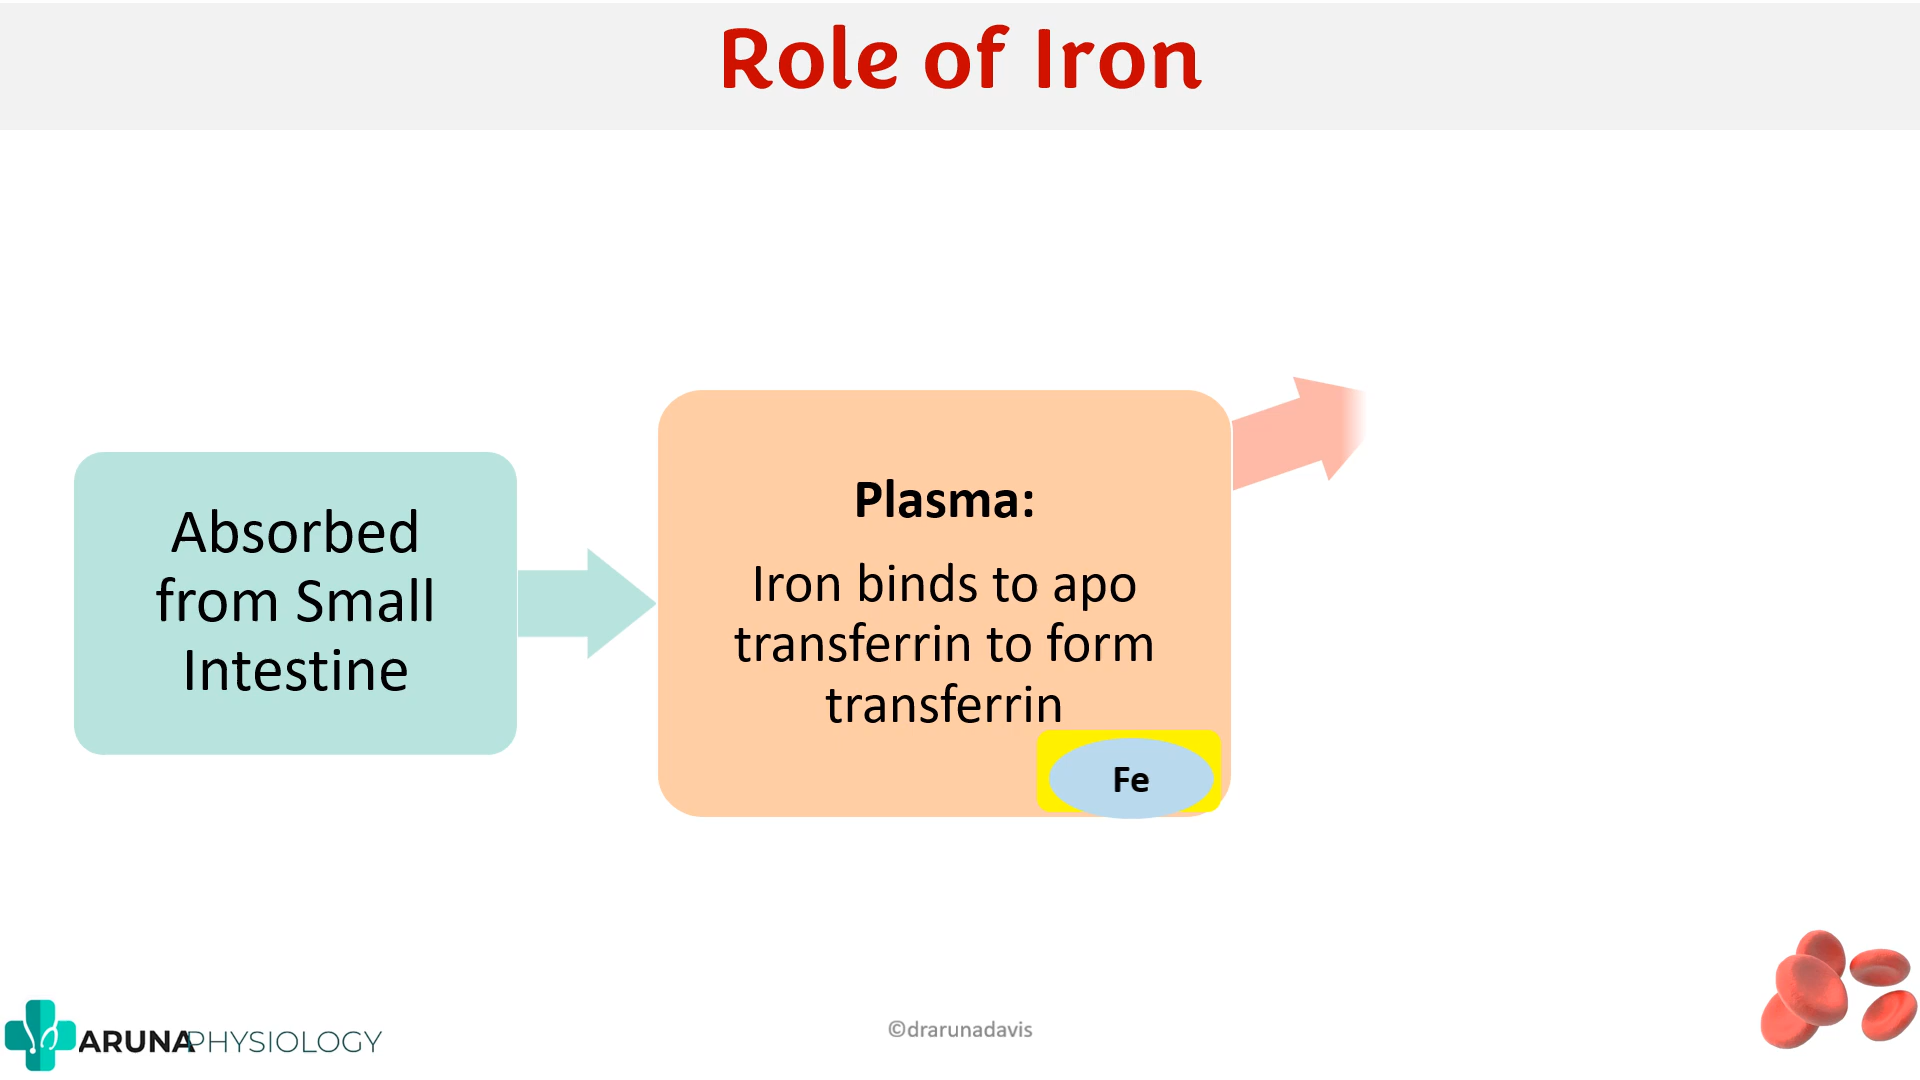 Role of Iron
Absorbed
from Small
Intestine
Plasma:
Iron binds to apo
transferrin to form
transferrin
Fe
ARUNAPHYSIOLOGY
©drarunadavis